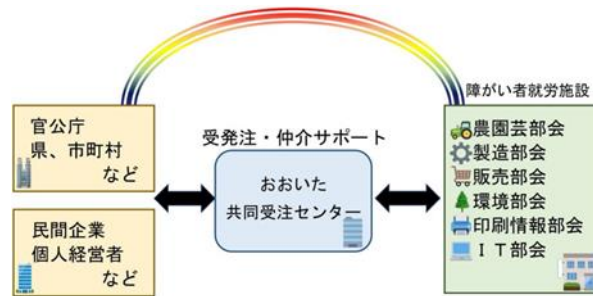 官公庁
県、市町村
など
民間企業
個人経営者
など
受発注・仲介サポート
おおいた
共同受注センター
障がい者就労施設
農園芸部会
製造部会
販売部会
環境部会
印刷情報部会
ＩＴ部会